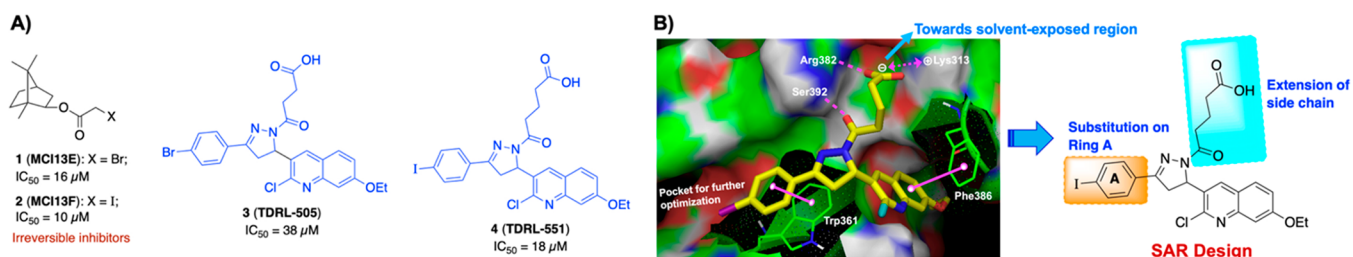 A)
O
X
O
1 (MCI13E): X = Br;
IC50 = 16 µM
2 (MCI13F): X = I;
IC50 = 10 µM
Irreversible inhibitors
O
OH
N
N
O
Br
Cl
N
OEt
3 (TDRL-505)
IC50 = 38 µM
O
OH
N
N
O
I
Cl
N
OEt
4 (TDRL-551)
IC50 = 18 µM
B)
Towards solvent-exposed region
Arg382
⊖
⊕Lys313
Ser392
Pocket for further
optimization
Trp361
Phe386
Substitution on
Ring A
O
OH
Extension of
side chain
O
N
N
I
A
Cl
N
OEt
SAR Design